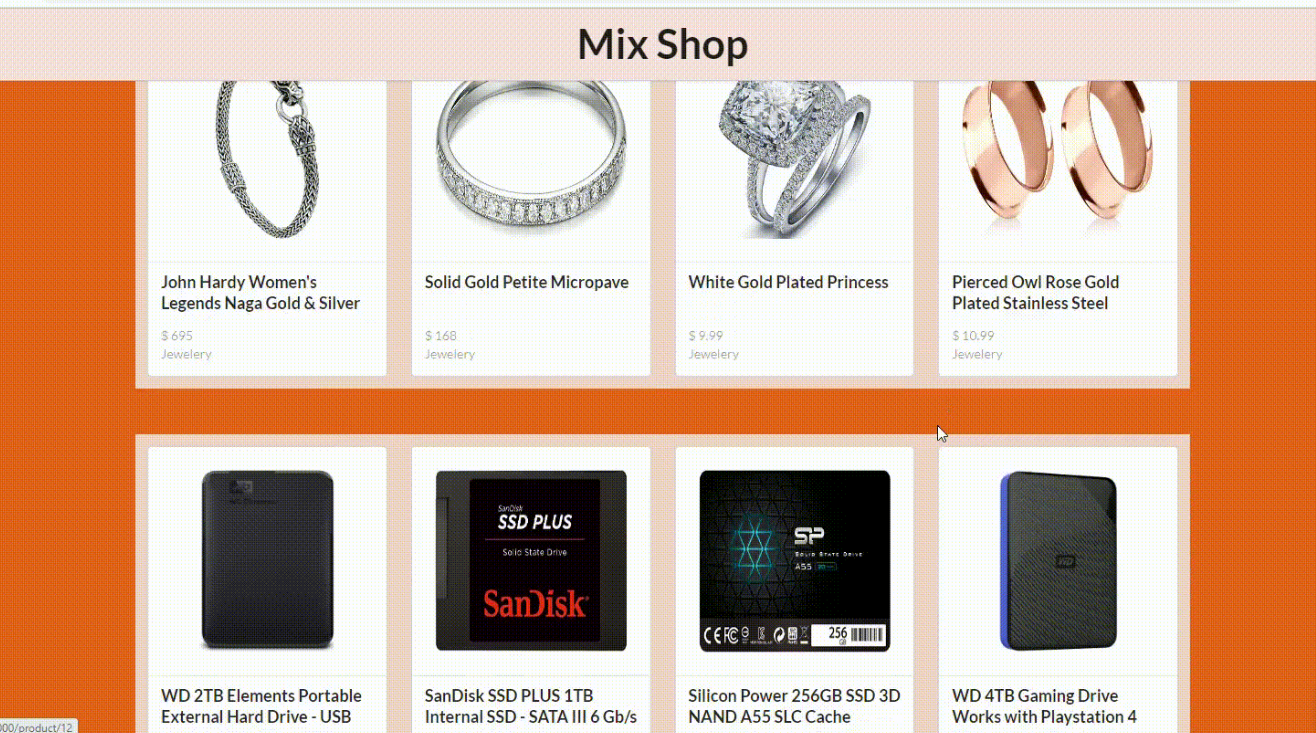 Mix Shop
John Hardy Women's
Legends Naga Gold & Silver
$ 695
Jewelery
Solid Gold Petite Micropave
$ 168
Jewelery
White Gold Plated Princess
$ 9.99
Jewelery
Pierced Owl Rose Gold
Plated Stainless Steel
$ 10.99
Jewelery
SanDisk
SSD PLUS
Solid State Drive
SanDisk
SP
SOLID STATE DRIVE
A55
256
GB
WD
WD 2TB Elements Portable
External Hard Drive - USB
SanDisk SSD PLUS 1TB
Internal SSD - SATA III 6 Gb/s
Silicon Power 256GB SSD 3D
NAND A55 SLC Cache
WD 4TB Gaming Drive
Works with Playstation 4
000/product/12